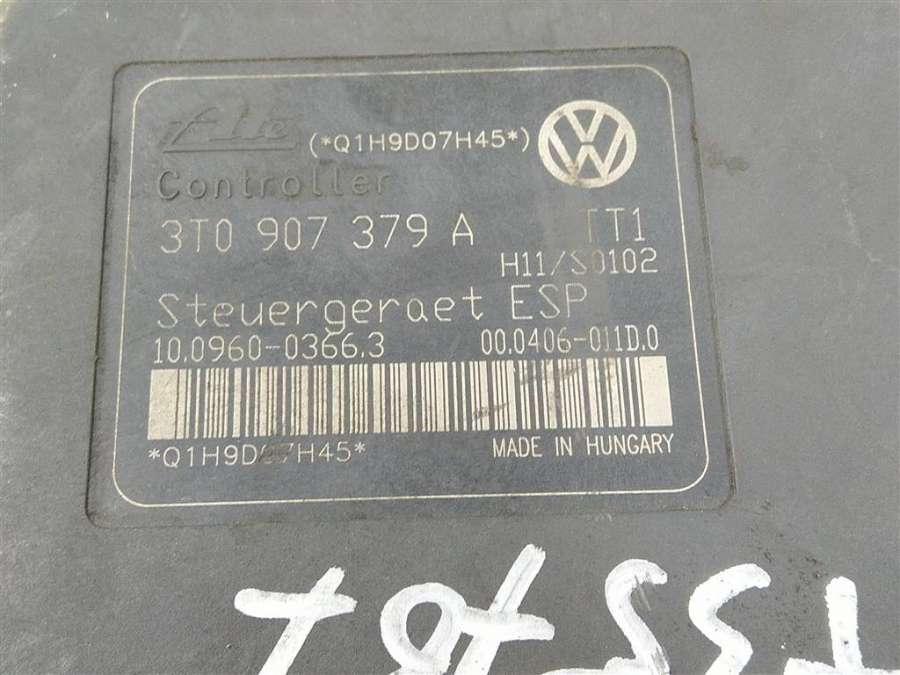 Ate (*Q1H9D07H45*)
Controller
3T0 907 379 A TT1
H11/S0102
Steuergeraet ESP
10.0960-0366.3 00.0406-011D.0
*Q1H9D07H45* MADE IN HUNGARY